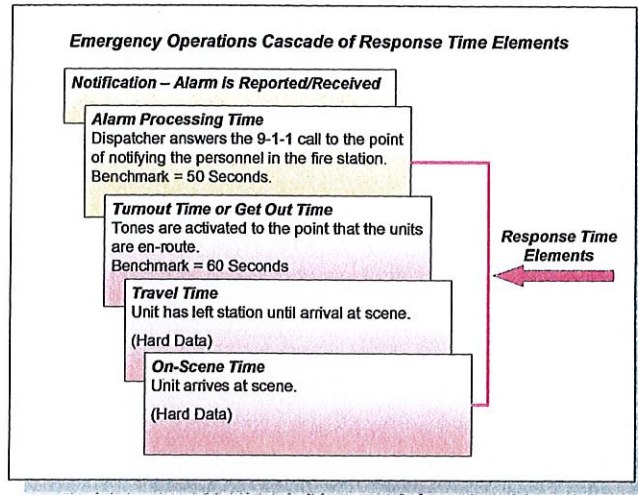 Emergency Operations Cascade of Response Time Elements
Notification – Alarm is Reported/Received
Alarm Processing Time
Dispatcher answers the 9-1-1 call to the point
of notifying the personnel in the fire station.
Benchmark = 50 Seconds.
Turnout Time or Get Out Time
Tones are activated to the point that the units
are en-route.
Benchmark = 60 Seconds
Response Time
Elements
Travel Time
Unit has left station until arrival at scene.
(Hard Data)
On-Scene Time
Unit arrives at scene.
(Hard Data)